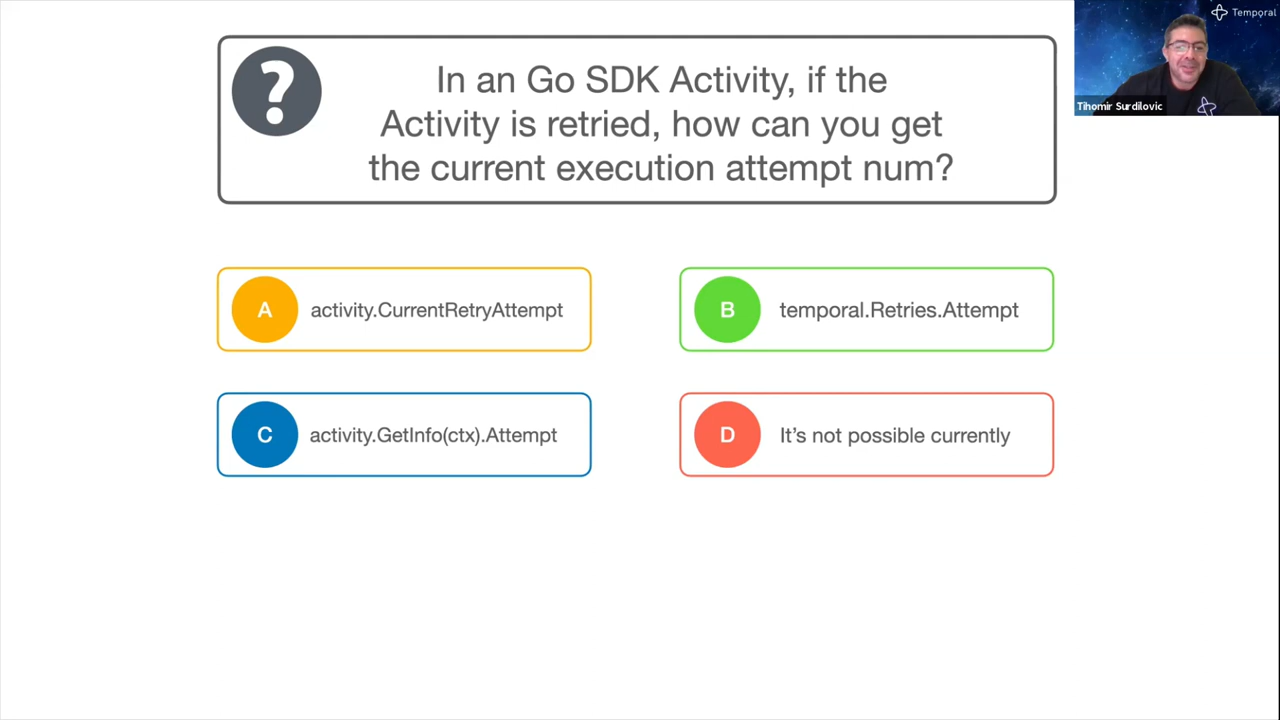 Temporal
Tihomir Surdilovic
?
In an Go SDK Activity, if the
Activity is retried, how can you get
the current execution attempt num?
A
activity.CurrentRetryAttempt
B
temporal.Retries.Attempt
C
activity.GetInfo(ctx).Attempt
D
It's not possible currently